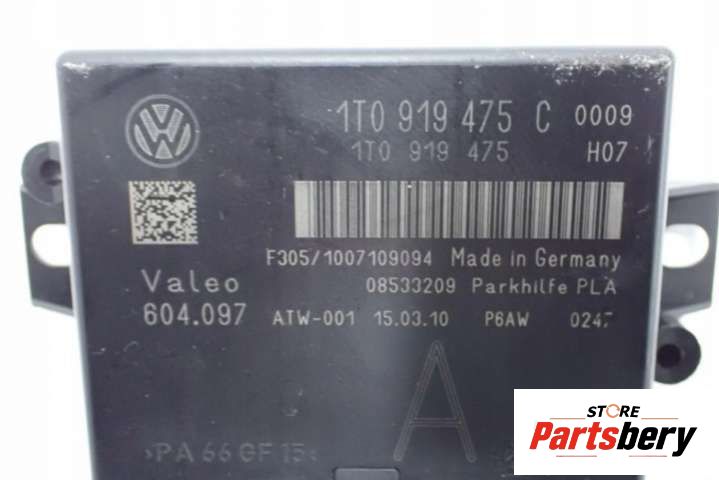 1T0 919 475 C 0009
1T0 919 475 H07
F305/1007109094 Made in Germany
Valeo 08533209 Parkhilfe PLA
604.097 ATW-001 15.03.10 P6AW 0247
A
>PA66GF15<
STORE
Partsbery